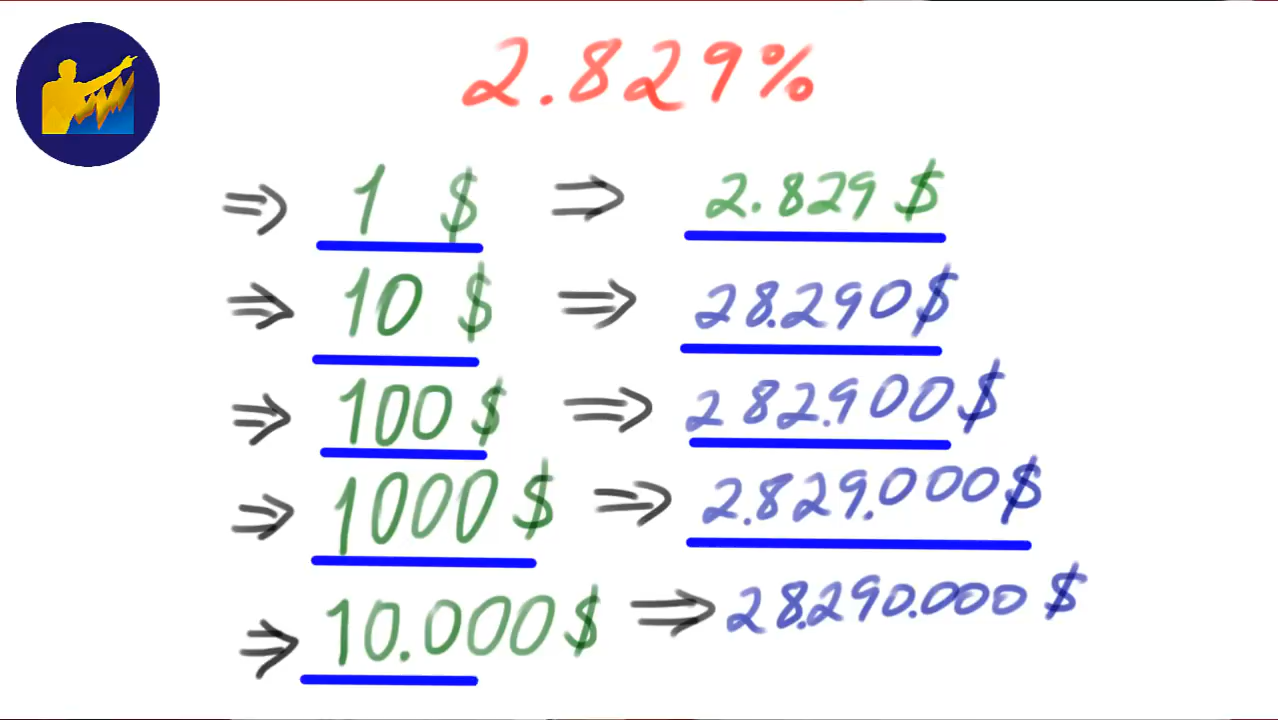 2.829%
⇒ 1 $ ⇒ 2.829 $
⇒ 10 $ ⇒ 28.290$
⇒ 100 $ ⇒ 282.900$
⇒ 1000 $ ⇒ 2.829.000$
⇒ 10.000$ ⇒ 28.290.000 $